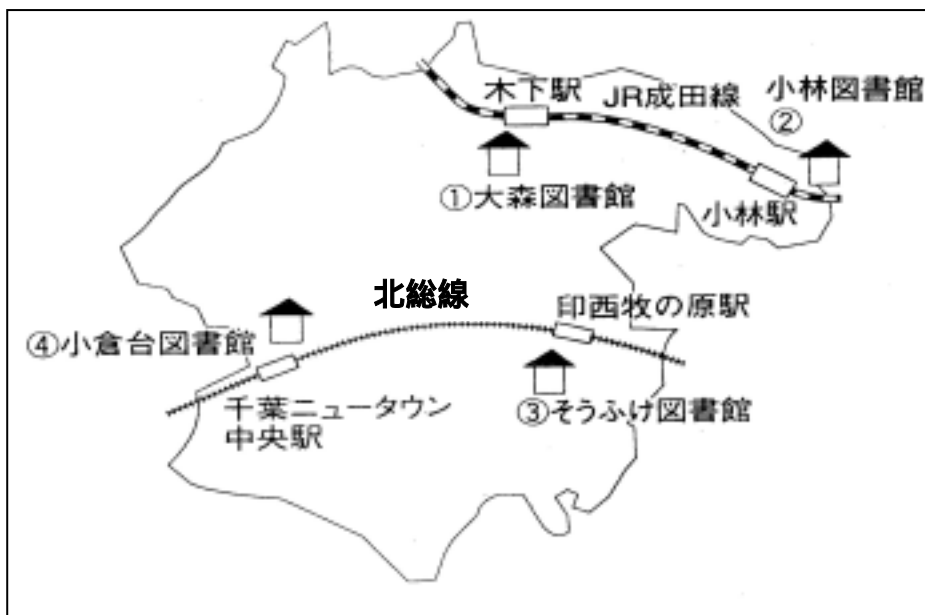 木下駅
JR成田線
小林図書館
②
①大森図書館
小林駅
北総線
印西牧の原駅
④小倉台図書館
千葉ニュータウン
中央駅
③そうふけ図書館